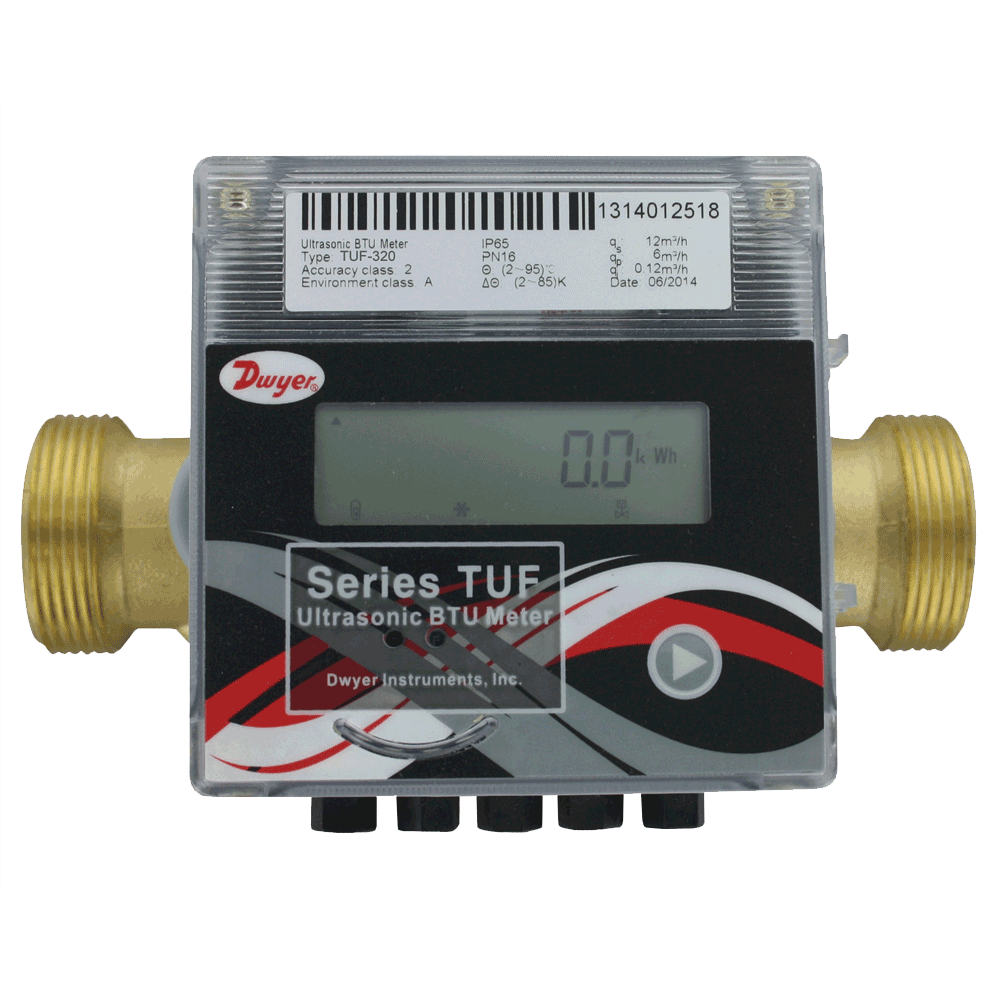 1314012518
Ultrasonic BTU Meter
Type: TUF-320
Accuracy class: 2
Environment class: A
IP65
PN16
Θ: (2~95)℃
ΔΘ: (2~85)K
qs: 12m³/h
qp: 6m³/h
qi: 0.12m³/h
Date: 06/2014
Dwyer®
0.0 kWh
Series TUF
Ultrasonic BTU Meter
Dwyer Instruments, Inc.